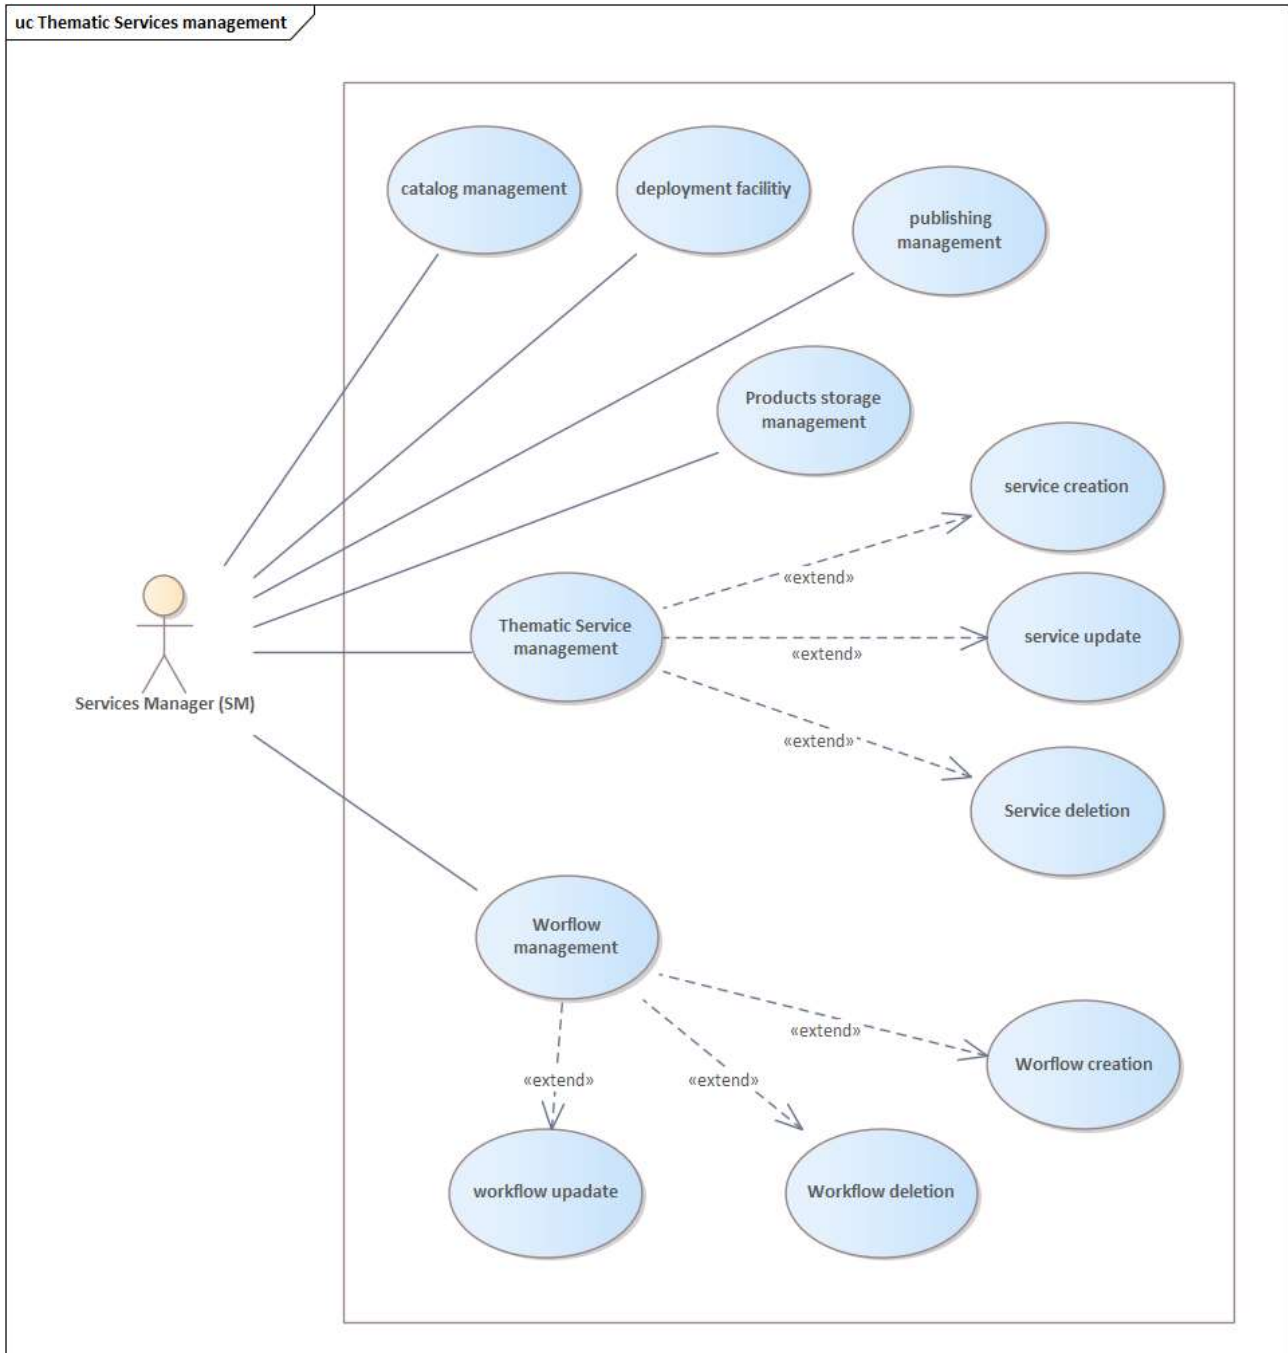 uc Thematic Services management
catalog management
deployment facilitiy
publishing
management
Products storage
management
service creation
«extend»
Thematic Service
management
service update
«extend»
Services Manager (SM)
«extend»
Service deletion
Worflow
management
«extend»
Worflow creation
«extend»
«extend»
workflow upadate
Workflow deletion